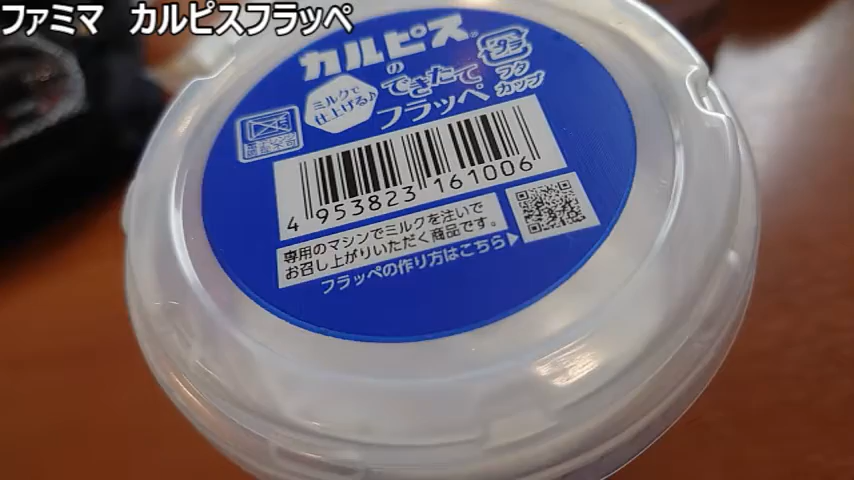 ファミマ カルピスフラッペ
カルピス®
の
できたて
フラッペ
ミルクで
仕上げる♪
プラ
フタ
カップ
4 953823 161006
専用のマシンでミルクを注いで
お召し上がりいただく商品です。
フラッペの作り方はこちら▶